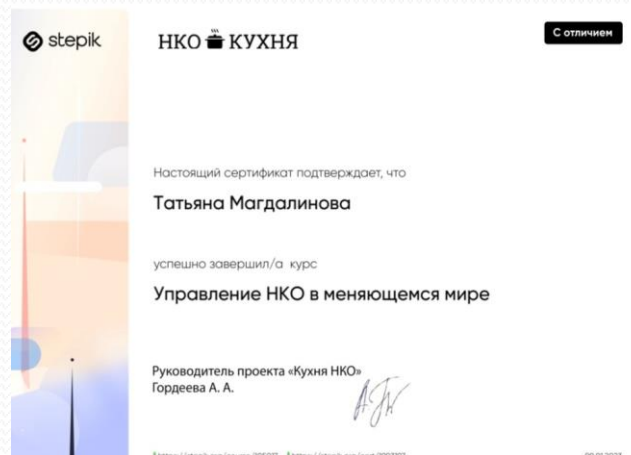 stepik
НКО КУХНЯ
С отличием
Настоящий сертификат подтверждает, что
Татьяна Магдалинова
успешно завершил/а курс
Управление НКО в меняющемся мире
Руководитель проекта «Кухня НКО»
Гордеева А. А.